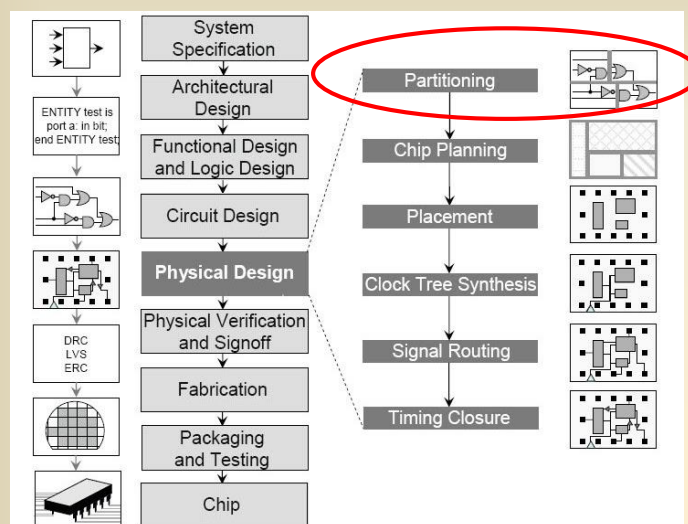 ENTITY test is
port a: in bit;
end ENTITY test;
DRC
LVS
ERC
System
Specification
Architectural
Design
Functional Design
and Logic Design
Circuit Design
Physical Design
Physical Verification
and Signoff
Fabrication
Packaging
and Testing
Chip
Partitioning
Chip Planning
Placement
Clock Tree Synthesis
Signal Routing
Timing Closure